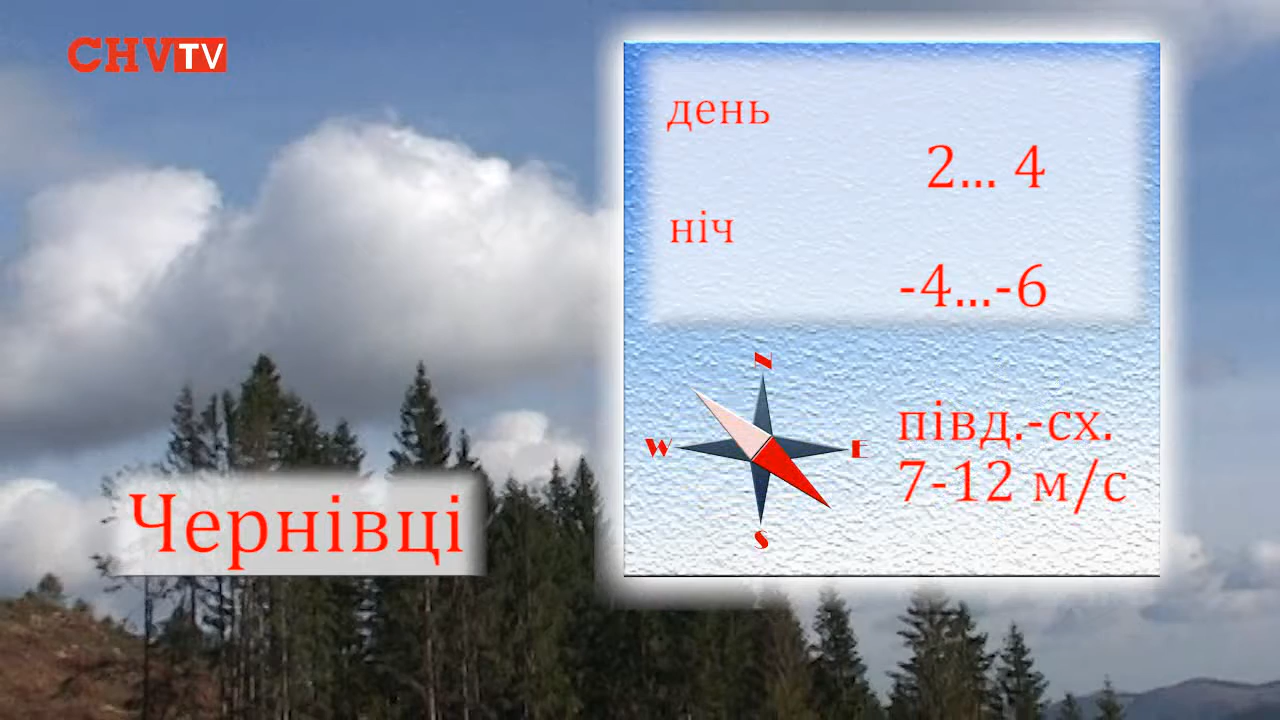 CHVTV
день
2... 4
ніч
-4...-6
N
W E
S
півд.-сх.
7-12 м/с
Чернівці